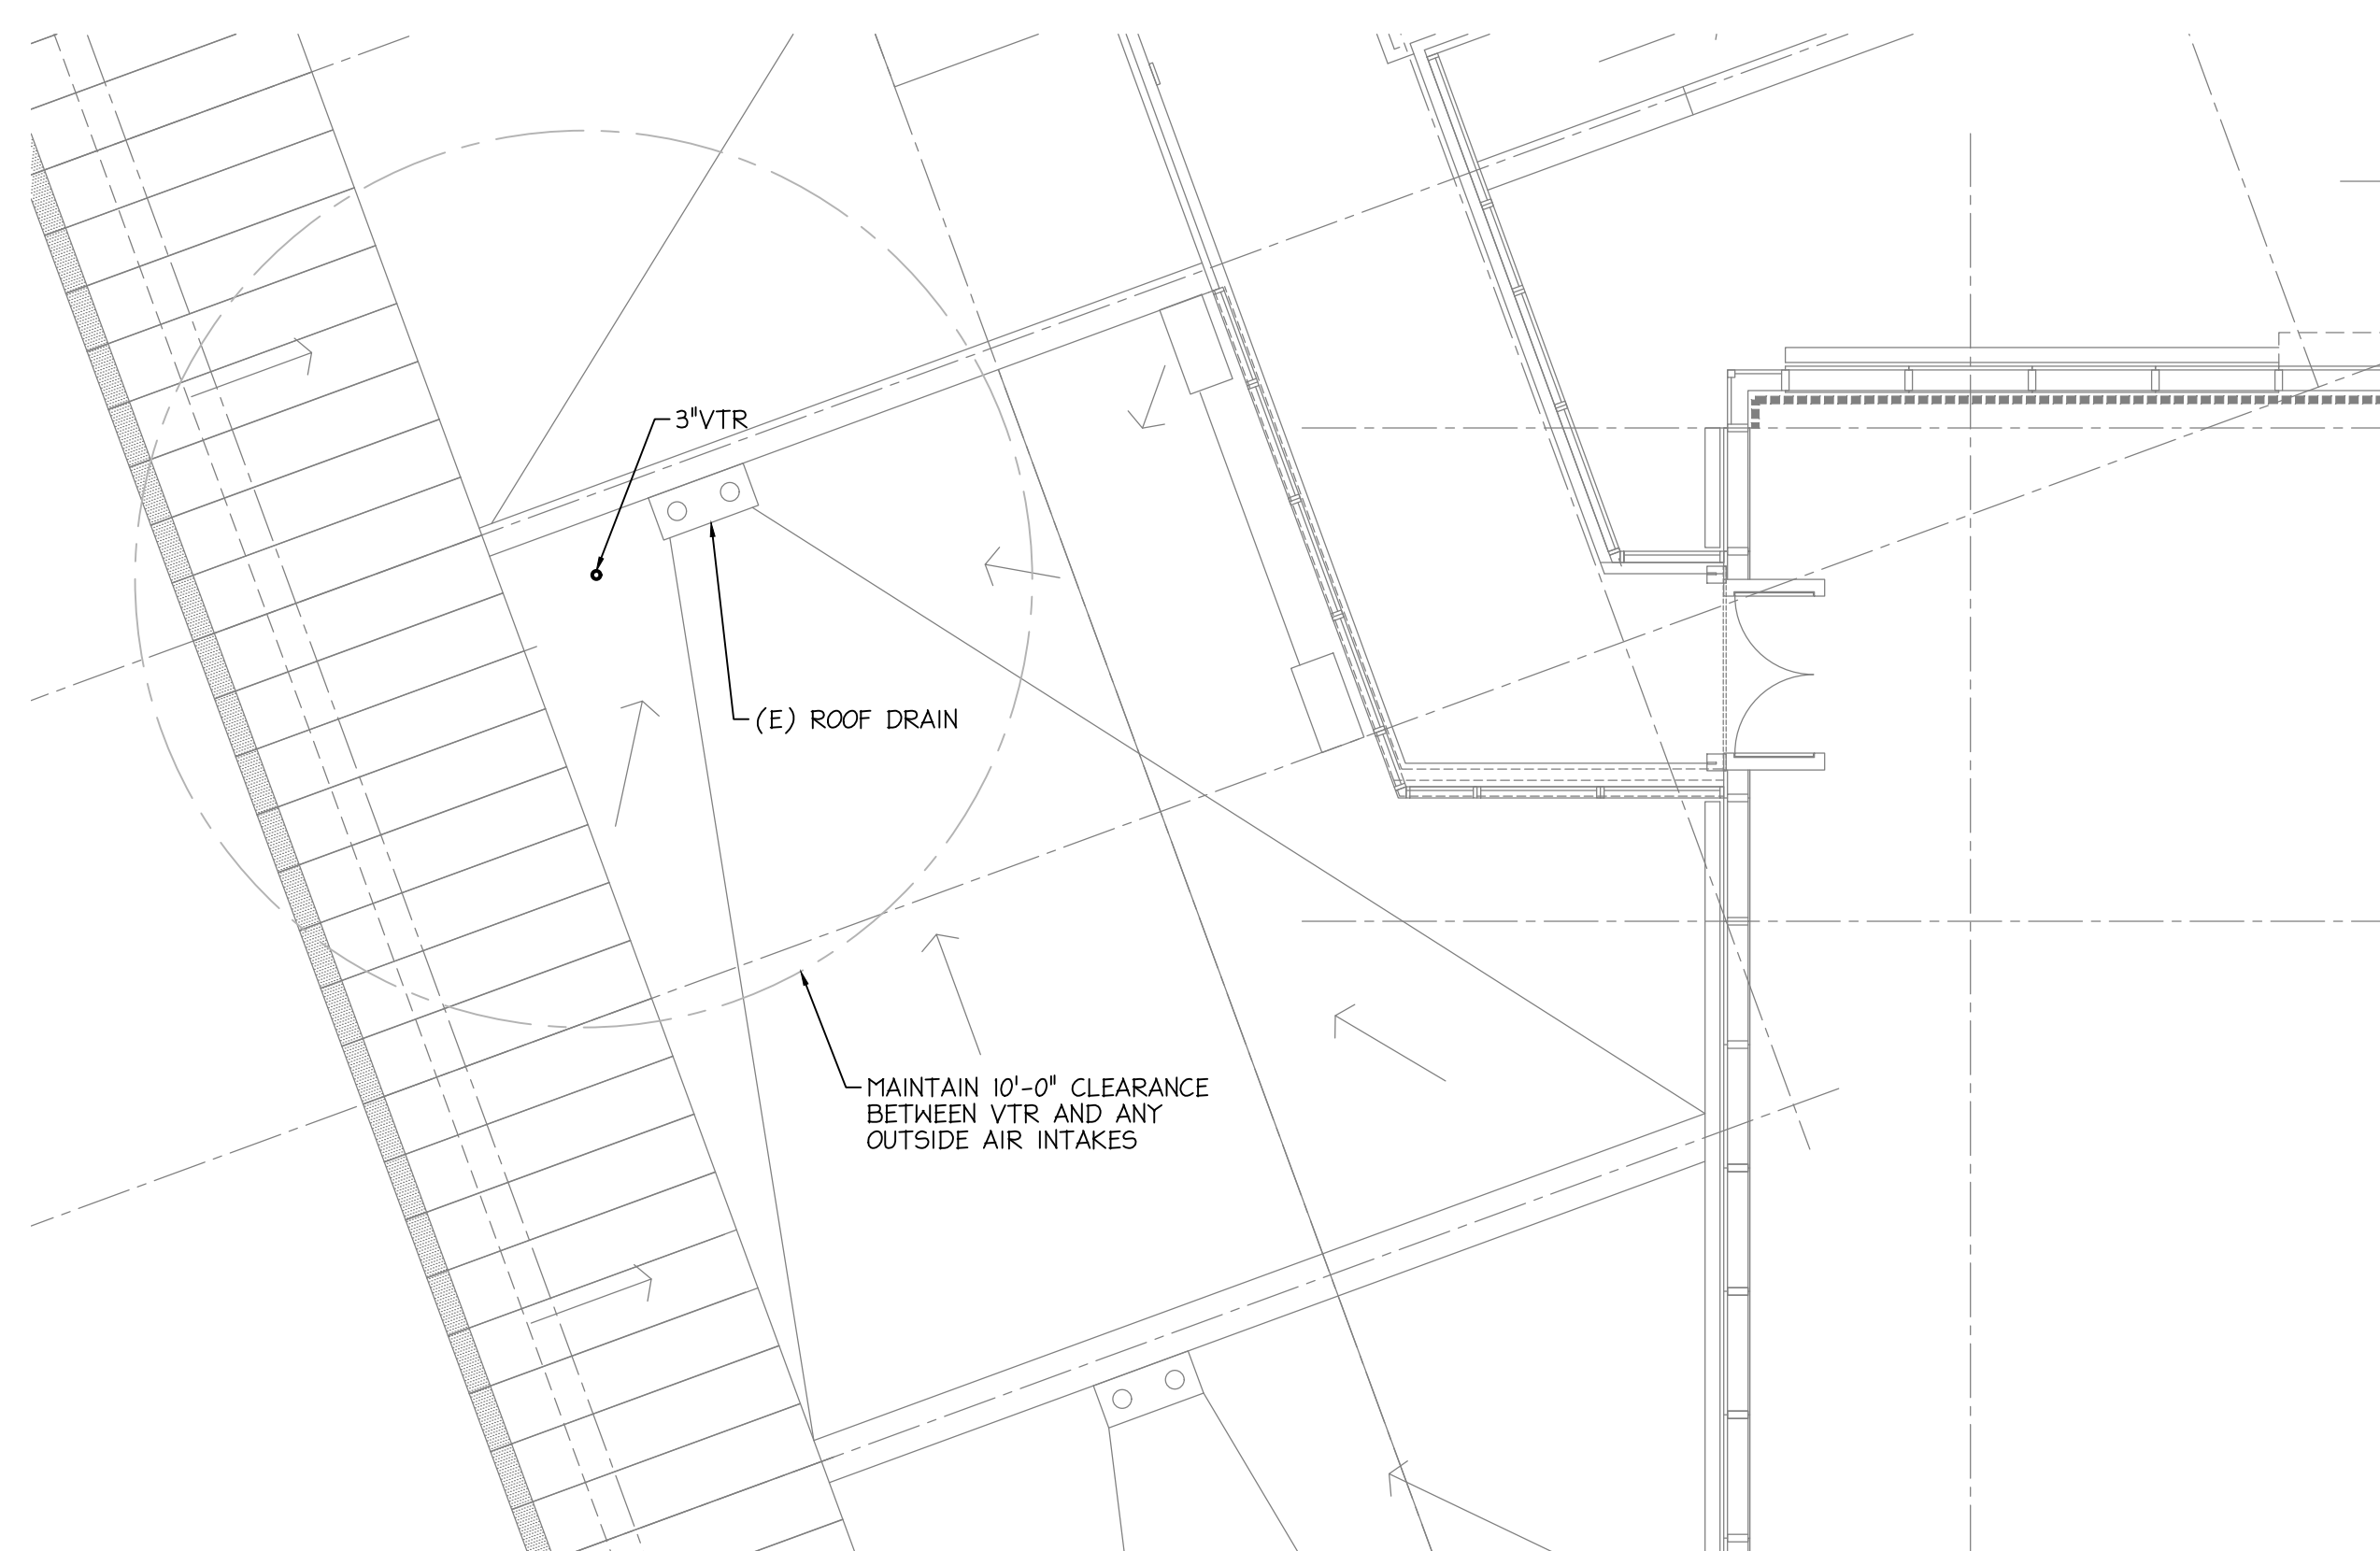 3"VTR
(E) ROOF DRAIN
MAINTAIN 10'-0" CLEARANCE
BETWEEN VTR AND ANY
OUTSIDE AIR INTAKES